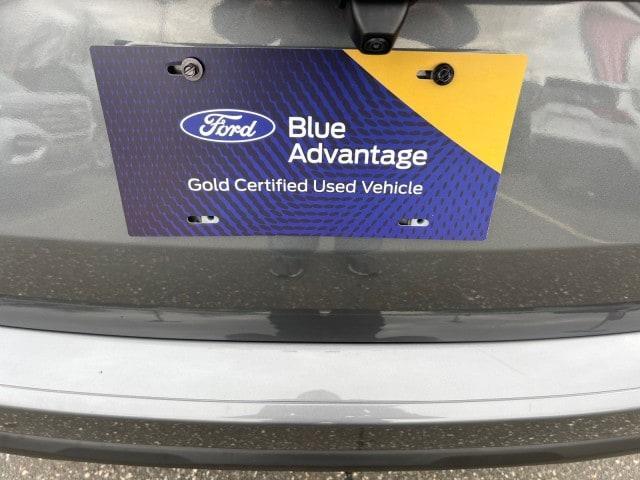 Ford
Blue
Advantage
Gold Certified Used Vehicle